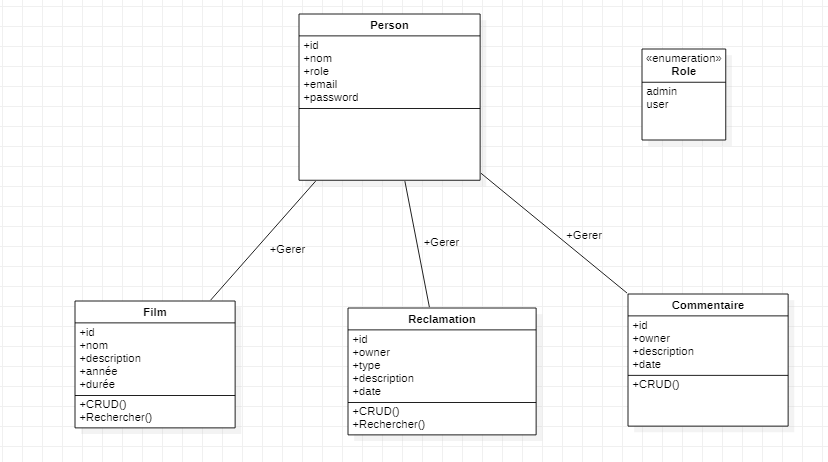 Person
+id
+nom
+role
+email
+password
«enumeration»
Role
admin
user
+Gerer
+Gerer
+Gerer
Film
+id
+nom
+description
+année
+durée
+CRUD()
+Rechercher()
Reclamation
+id
+owner
+type
+description
+date
+CRUD()
+Rechercher()
Commentaire
+id
+owner
+description
+date
+CRUD()